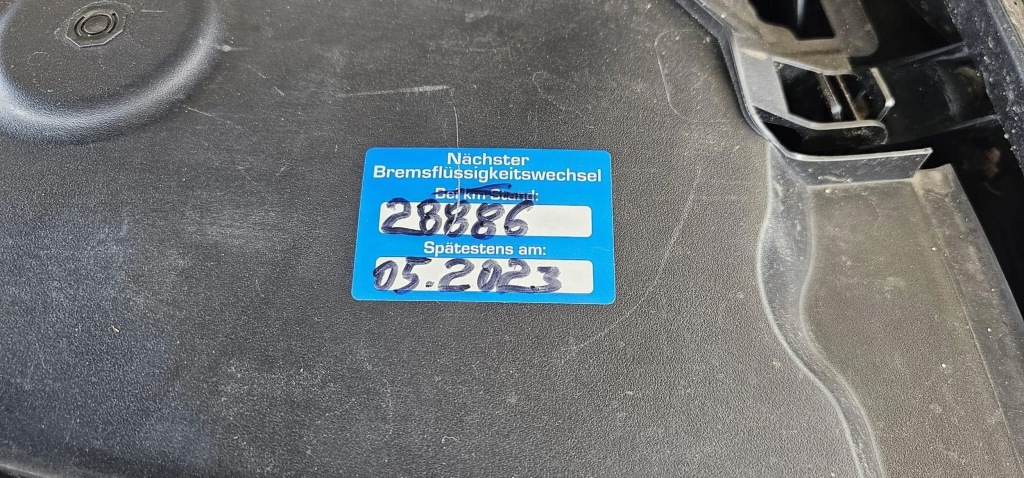 Nächster
Bremsflüssigkeitswechsel
Bei km Stand:
28886
Spätestens am:
05.2023